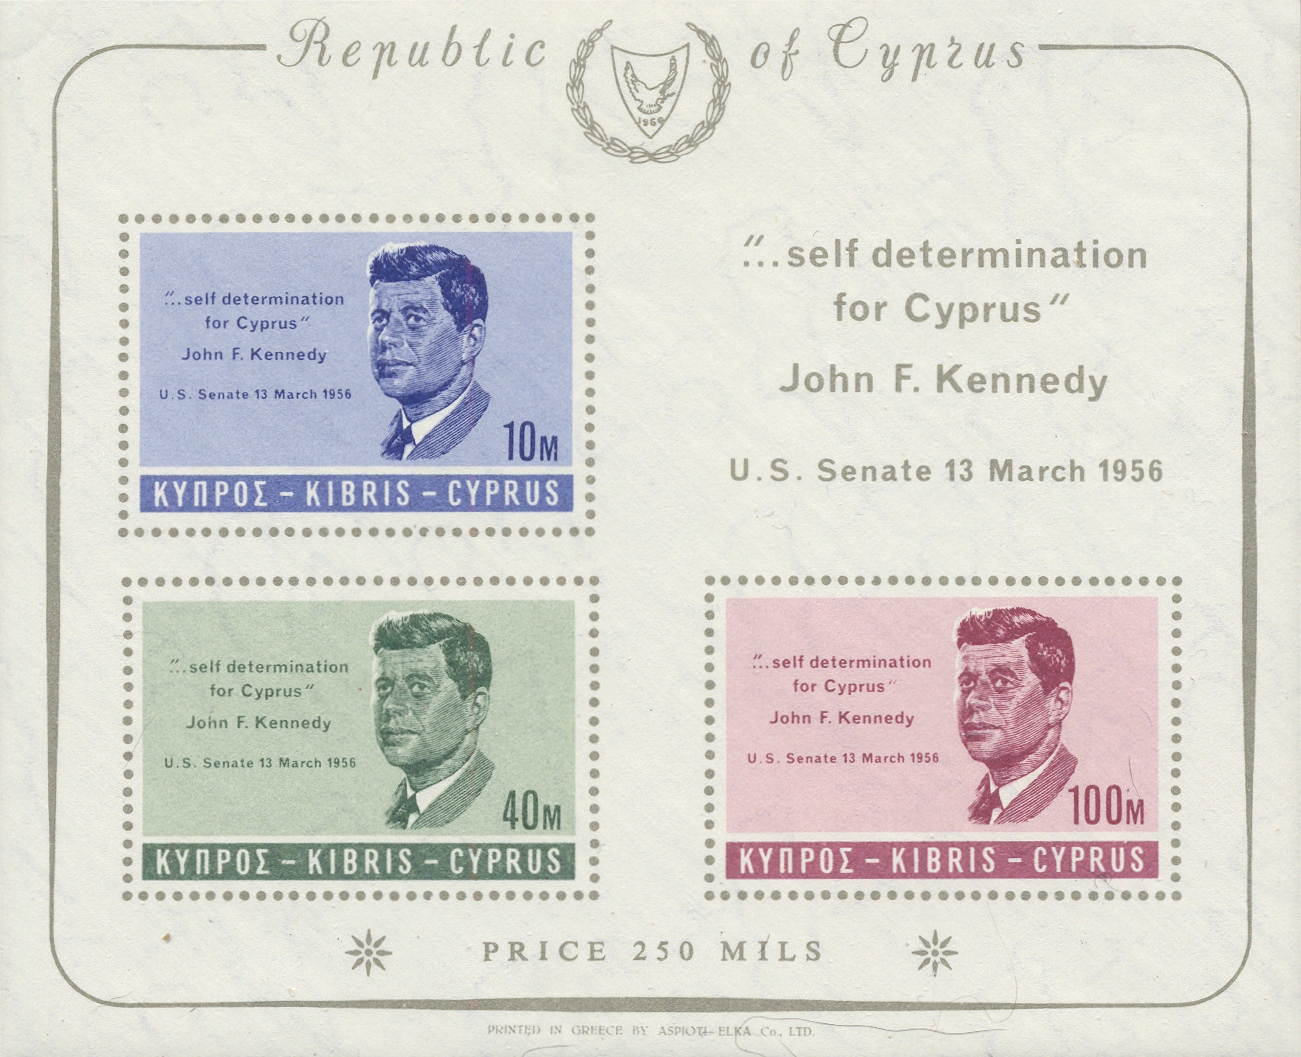 Republic of Cyprus
1960
"...self determination
for Cyprus"
John F. Kennedy
U.S. Senate 13 March 1956
10M
ΚΥΠΡΟΣ – KIBRIS – CYPRUS
"...self determination
for Cyprus"
John F. Kennedy
U.S. Senate 13 March 1956
"...self determination
for Cyprus"
John F. Kennedy
U.S. Senate 13 March 1956
40M
ΚΥΠΡΟΣ – KIBRIS – CYPRUS
"...self determination
for Cyprus"
John F. Kennedy
U.S. Senate 13 March 1956
100M
ΚΥΠΡΟΣ – KIBRIS – CYPRUS
PRICE 250 MILS
PRINTED IN GREECE BY ASPIOTI-ELKA Co., LTD.